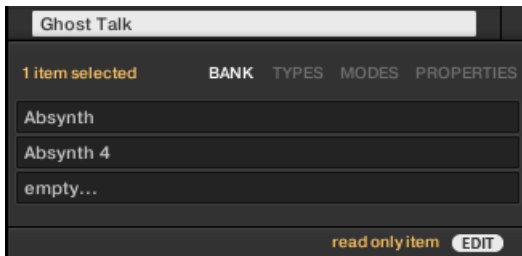 Ghost Talk
1 item selected BANK TYPES MODES PROPERTIES
Absynth
Absynth 4
empty...
read only item EDIT